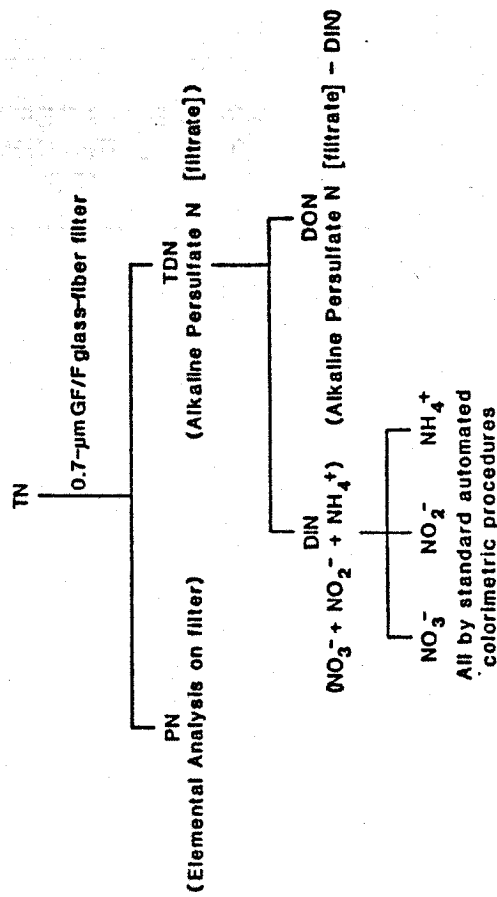 TN
0.7-µm GF/F glass-fiber filter
PN
(Elemental Analysis on filter)
TDN
(Alkaline Persulfate N [filtrate])
DIN
(NO₃⁻ + NO₂⁻ + NH₄⁺)
DON
(Alkaline Persulfate N [filtrate] – DIN)
NO₃⁻ NO₂⁻ NH₄⁺
All by standard automated
colorimetric procedures